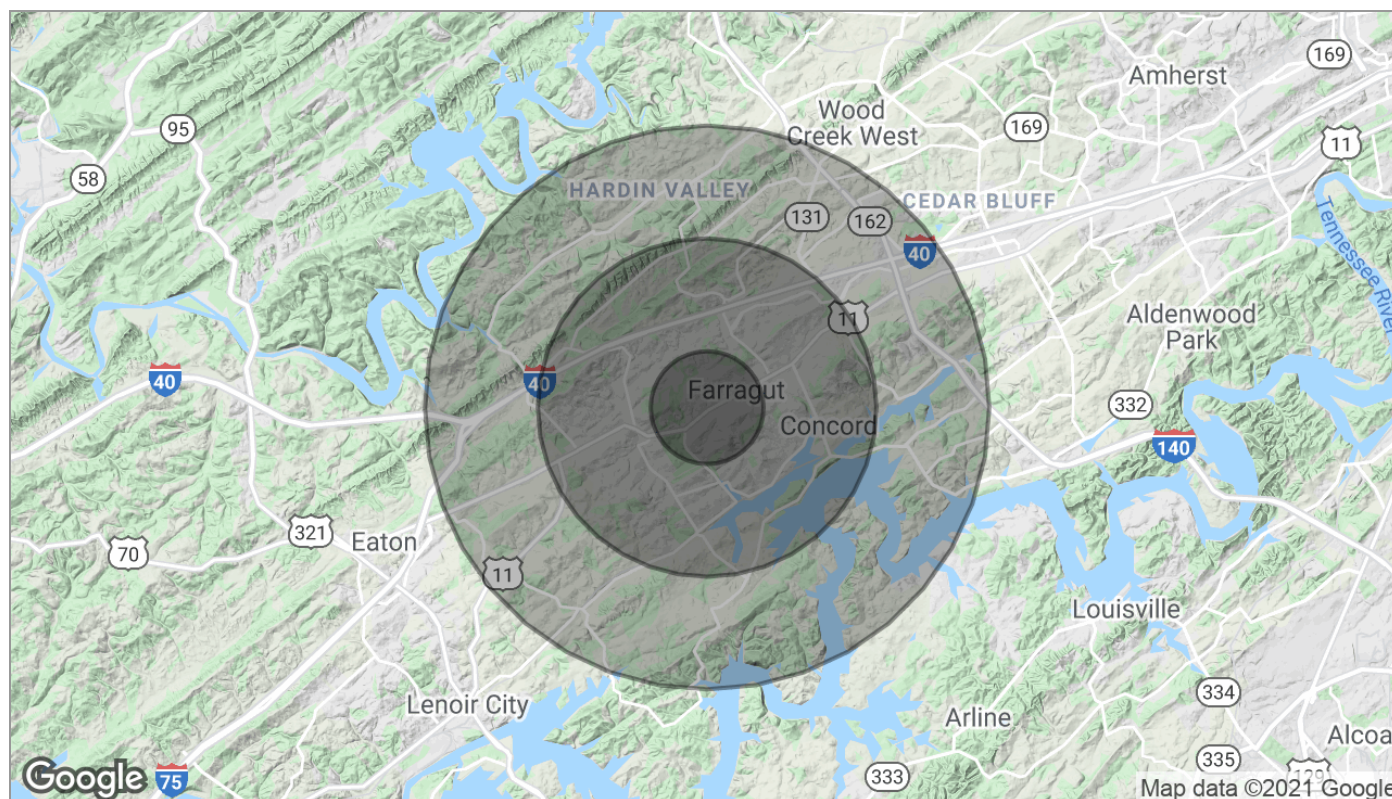 169
Amherst
Wood
Creek West
95
169
11
58
HARDIN VALLEY
CEDAR BLUFF
131
162
40
Tennessee River
11
Aldenwood
Park
40
40
Farragut
332
Concord
140
321
Eaton
70
11
Louisville
Lenoir City
334
Arline
Alcoa
335
333
129
75
Google
Map data ©2021 Google